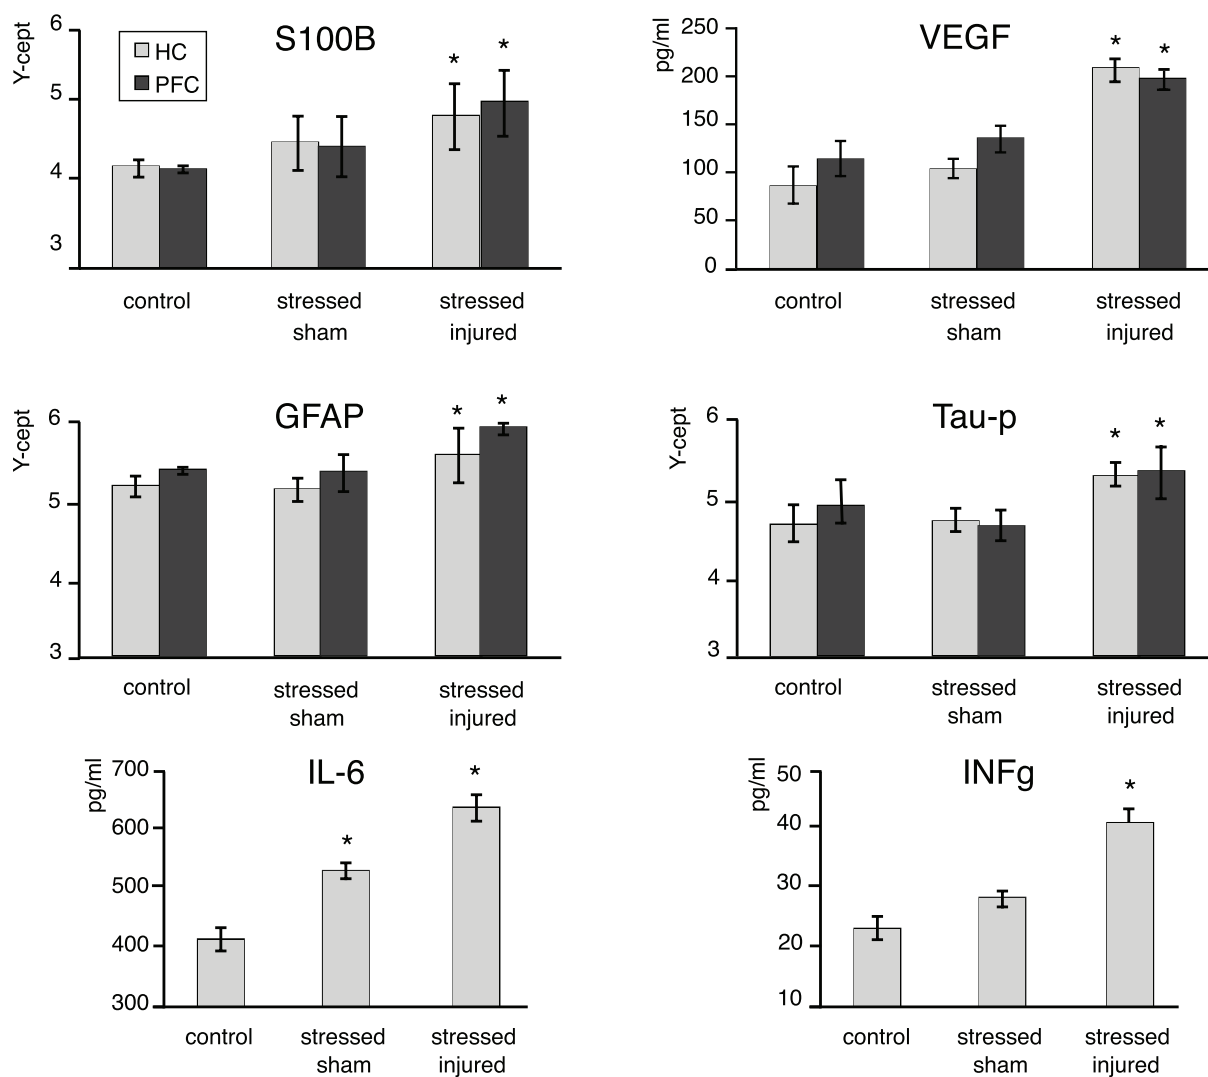 S100B
Y-cept
6
5
4
3
HC
PFC
*
*
control
stressed
sham
stressed
injured
VEGF
pg/ml
250
200
150
100
50
0
*
*
control
stressed
sham
stressed
injured
GFAP
Y-cept
6
5
4
3
*
*
control
stressed
sham
stressed
injured
Tau-p
Y-cept
6
5
4
3
*
*
control
stressed
sham
stressed
injured
IL-6
pg/ml
700
600
500
400
300
*
*
control
stressed
sham
stressed
injured
INFg
pg/ml
50
40
30
20
10
*
control
stressed
sham
stressed
injured